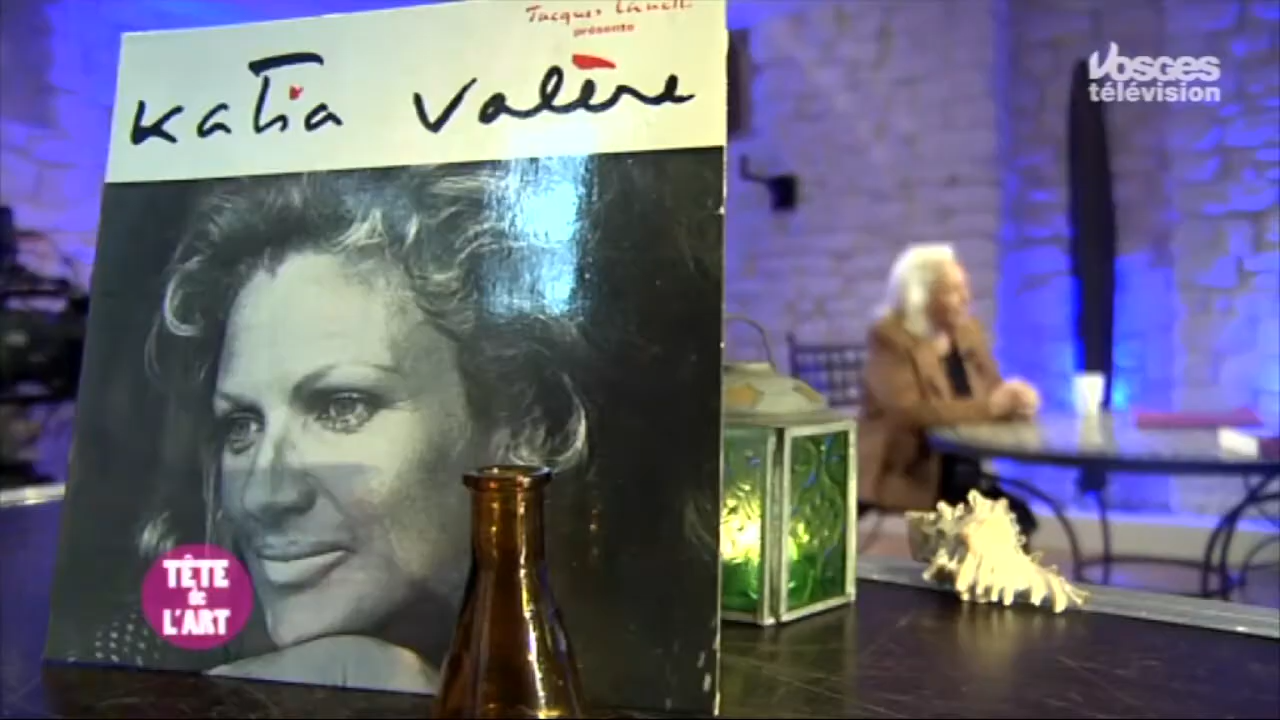 Jacques Canetti
présente
Katia Valère
Vosges
télévision
TÊTE
de
L'ART